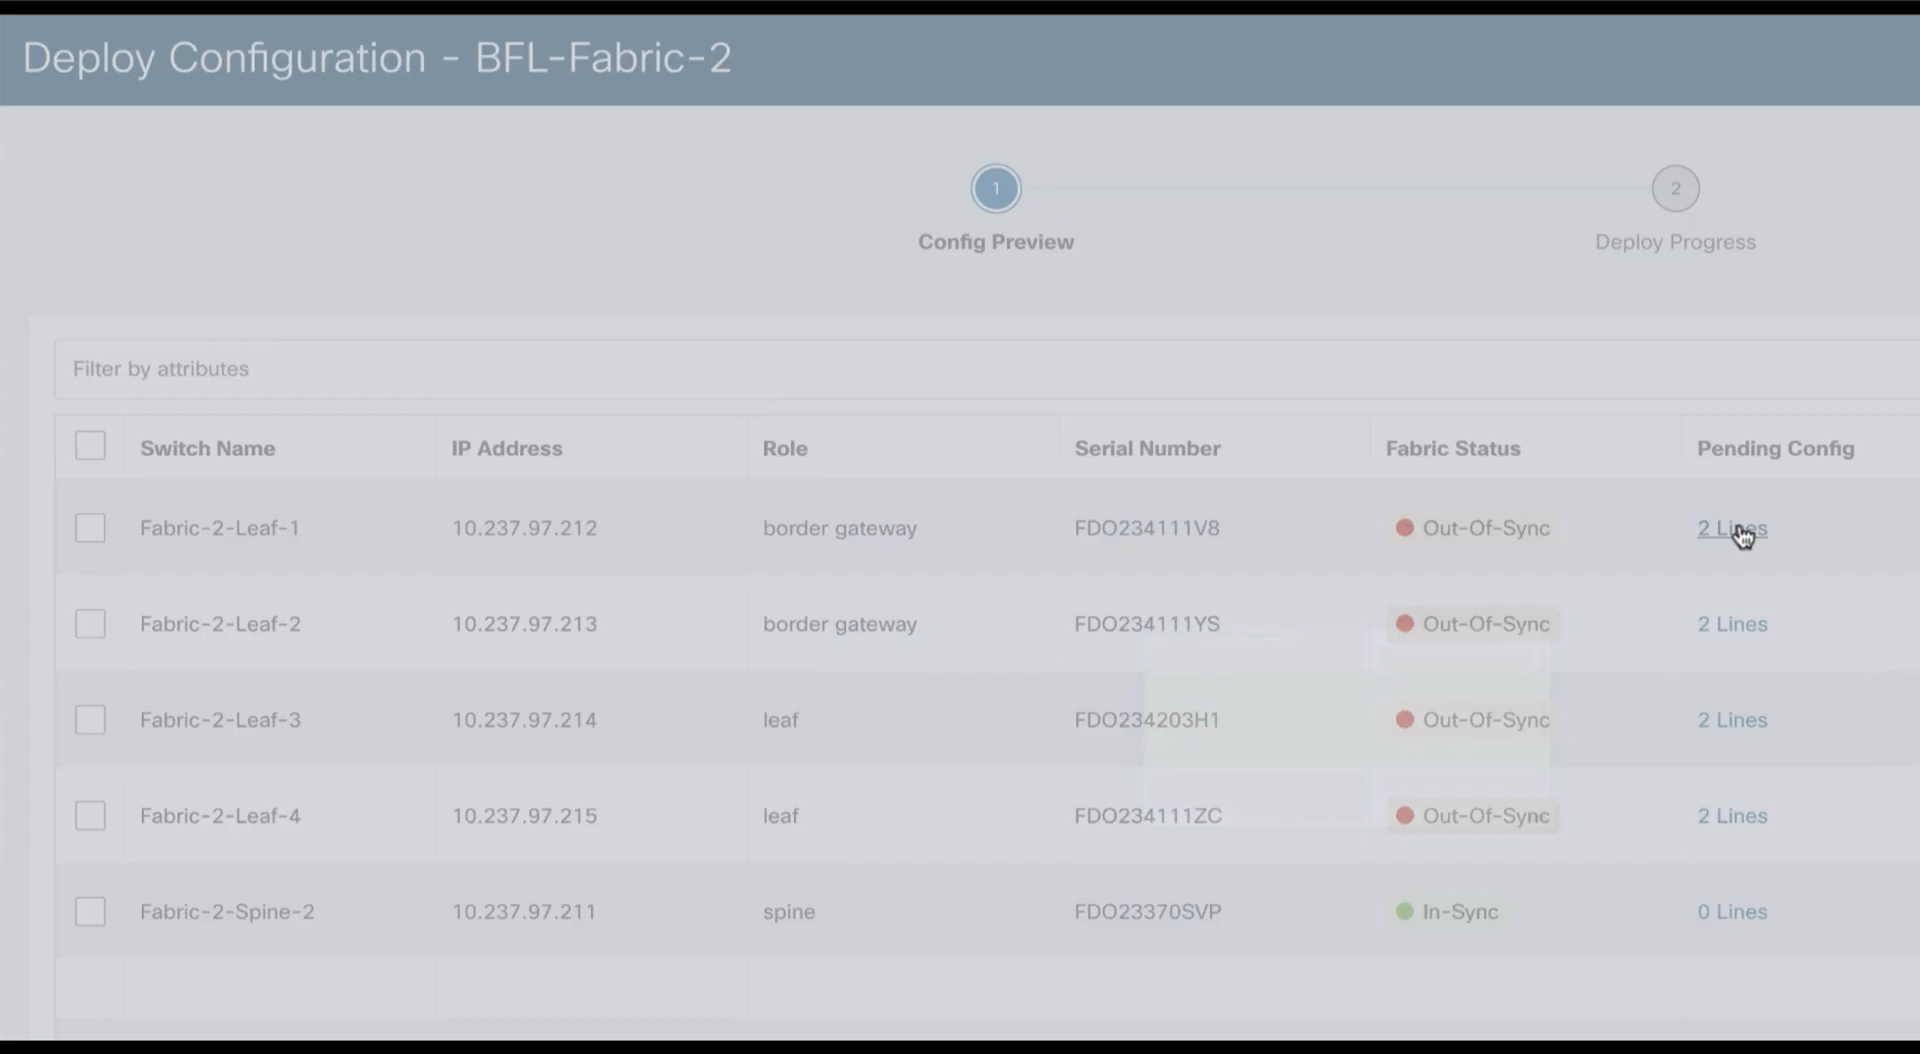 Deploy Configuration - BFL-Fabric-2
1 2
Config Preview Deploy Progress
Filter by attributes
Switch Name IP Address Role Serial Number Fabric Status Pending Config
Fabric-2-Leaf-1 10.237.97.212 border gateway FDO234111V8 Out-Of-Sync 2 Lines
Fabric-2-Leaf-2 10.237.97.213 border gateway FDO234111YS Out-Of-Sync 2 Lines
Fabric-2-Leaf-3 10.237.97.214 leaf FDO234203H1 Out-Of-Sync 2 Lines
Fabric-2-Leaf-4 10.237.97.215 leaf FDO234111ZC Out-Of-Sync 2 Lines
Fabric-2-Spine-2 10.237.97.211 spine FDO23370SVP In-Sync 0 Lines